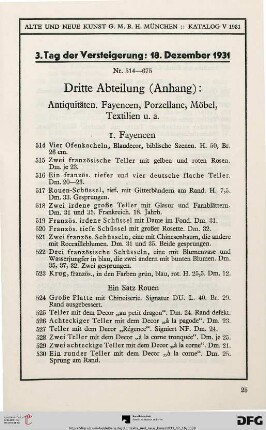 ALTE UND NEUE KUNST G. M. B. H. MÜNCHEN :: KATALOG V 1931
3. Tag der Versteigerung: 18. Dezember 1931
Nr. 514—675
Dritte Abteilung (Anhang):
Antiquitäten. Fayencen, Porzellane, Möbel,
Textilien u. a.
1. Fayencen
514 Vier Ofenkacheln, Blaudecor, biblische Szenen. H. 30, Br.
26 cm.
515 Zwei französische Teller mit gelben und roten Rosen.
Dm. je 23.
516 Ein französ. tiefer und vier deutsche flache Teller.
Dm. 20—23.
517 Rouen-Schüssel, tief, mit Gitterbändern am Rand. H. 7,5.
Dm. 33. Gesprungen.
518 Zwei irdene große Teller mit Glasur und Farnblättern.
Dm. 31 und 35. Frankreich. 18. Jahrh.
519 Französ. irdene Schüssel mit Dame im Fond. Dm. 31.
520 Französ. tiefe Schüssel mit großer Rosette. Dm. 32.
521 Zwei französ. Schüsseln, eine mit Chinesenbaum, die andere
mit Rocailleblumen. Dm. 31 und 35. Beide gesprungen.
522 Drei französische Schüsseln, eine mit Blumenvase und
Wasserjungfer in blau, die zwei andern mit bunten Blumen. Dm.
35, 37, 32. Zwei gesprungen.
523 Krug, französ., in den Farben grün, blau, rot. H. 25,5. Dm. 12.
Ein Satz Rouen
524 Große Platte mit Chinoiserie. Signatur DU. L. 40. Br. 29.
Rand ausgebessert.
525 Teller mit dem Decor „au petit dragon". Dm. 24. Rand defekt.
526 Achteckiger Teller mit dem Decor „à la pagode". Dm. 23.
527 Teller mit dem Decor „Régence". Signiert NF. Dm. 24.
528 Zwei Teller mit dem Decor „à la corne tronquée". Dm. 25.
529 Zwei achteckige Teller mit dem Decor „à la corne". Dm. 21.
530 Ein runder Teller mit dem Decor „à la corne". Dm. 25.
Sprung am Rand.
25
DFG